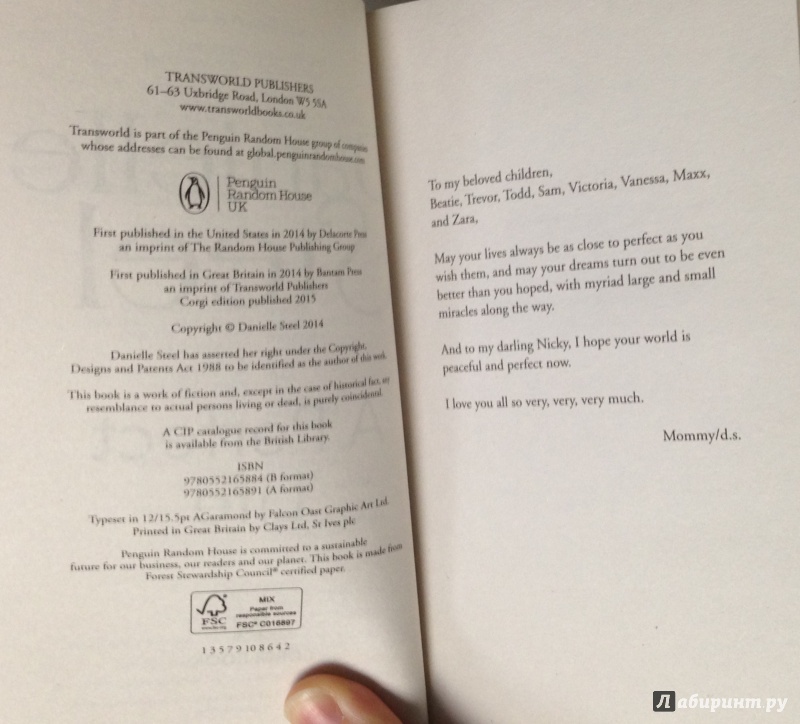 TRANSWORLD PUBLISHERS
61–63 Uxbridge Road, London W5 5SA
www.transworldbooks.co.uk
Transworld is part of the Penguin Random House group of companies
whose addresses can be found at global.penguinrandomhouse.com
Penguin
Random House
UK
First published in the United States in 2014 by Delacorte Press
an imprint of The Random House Publishing Group
First published in Great Britain in 2014 by Bantam Press
an imprint of Transworld Publishers
Corgi edition published 2015
Copyright © Danielle Steel 2014
Danielle Steel has asserted her right under the Copyright,
Designs and Patents Act 1988 to be identified as the author of this work.
This book is a work of fiction and, except in the case of historical fact, any
resemblance to actual persons living or dead, is purely coincidental.
A CIP catalogue record for this book
is available from the British Library.
ISBN
9780552165884 (B format)
9780552165891 (A format)
Typeset in 12/15.5pt AGaramond by Falcon Oast Graphic Art Ltd.
Printed in Great Britain by Clays Ltd, St Ives plc
Penguin Random House is committed to a sustainable
future for our business, our readers and our planet. This book is made from
Forest Stewardship Council® certified paper.
FSC
MIX
Paper from
responsible sources
FSC® C018897
1 3 5 7 9 10 8 6 4 2
To my beloved children,
Beatie, Trevor, Todd, Sam, Victoria, Vanessa, Maxx,
and Zara,
May your lives always be as close to perfect as you
wish them, and may your dreams turn out to be even
better than you hoped, with myriad large and small
miracles along the way.
And to my darling Nicky, I hope your world is
peaceful and perfect now.
I love you all so very, very, very much.
Mommy/d.s.
Лабиринт.ру